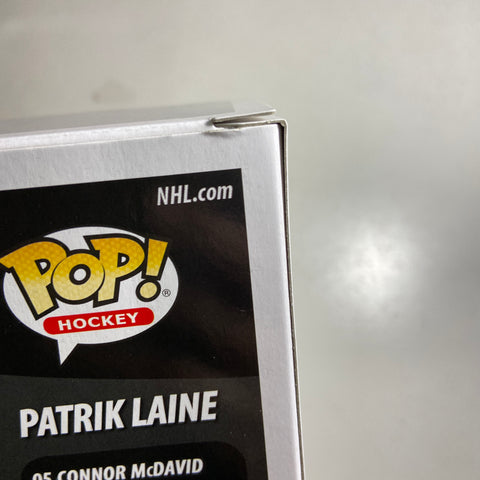 NHL.com
POP!®
HOCKEY
PATRIK LAINE
05 CONNOR McDAVID